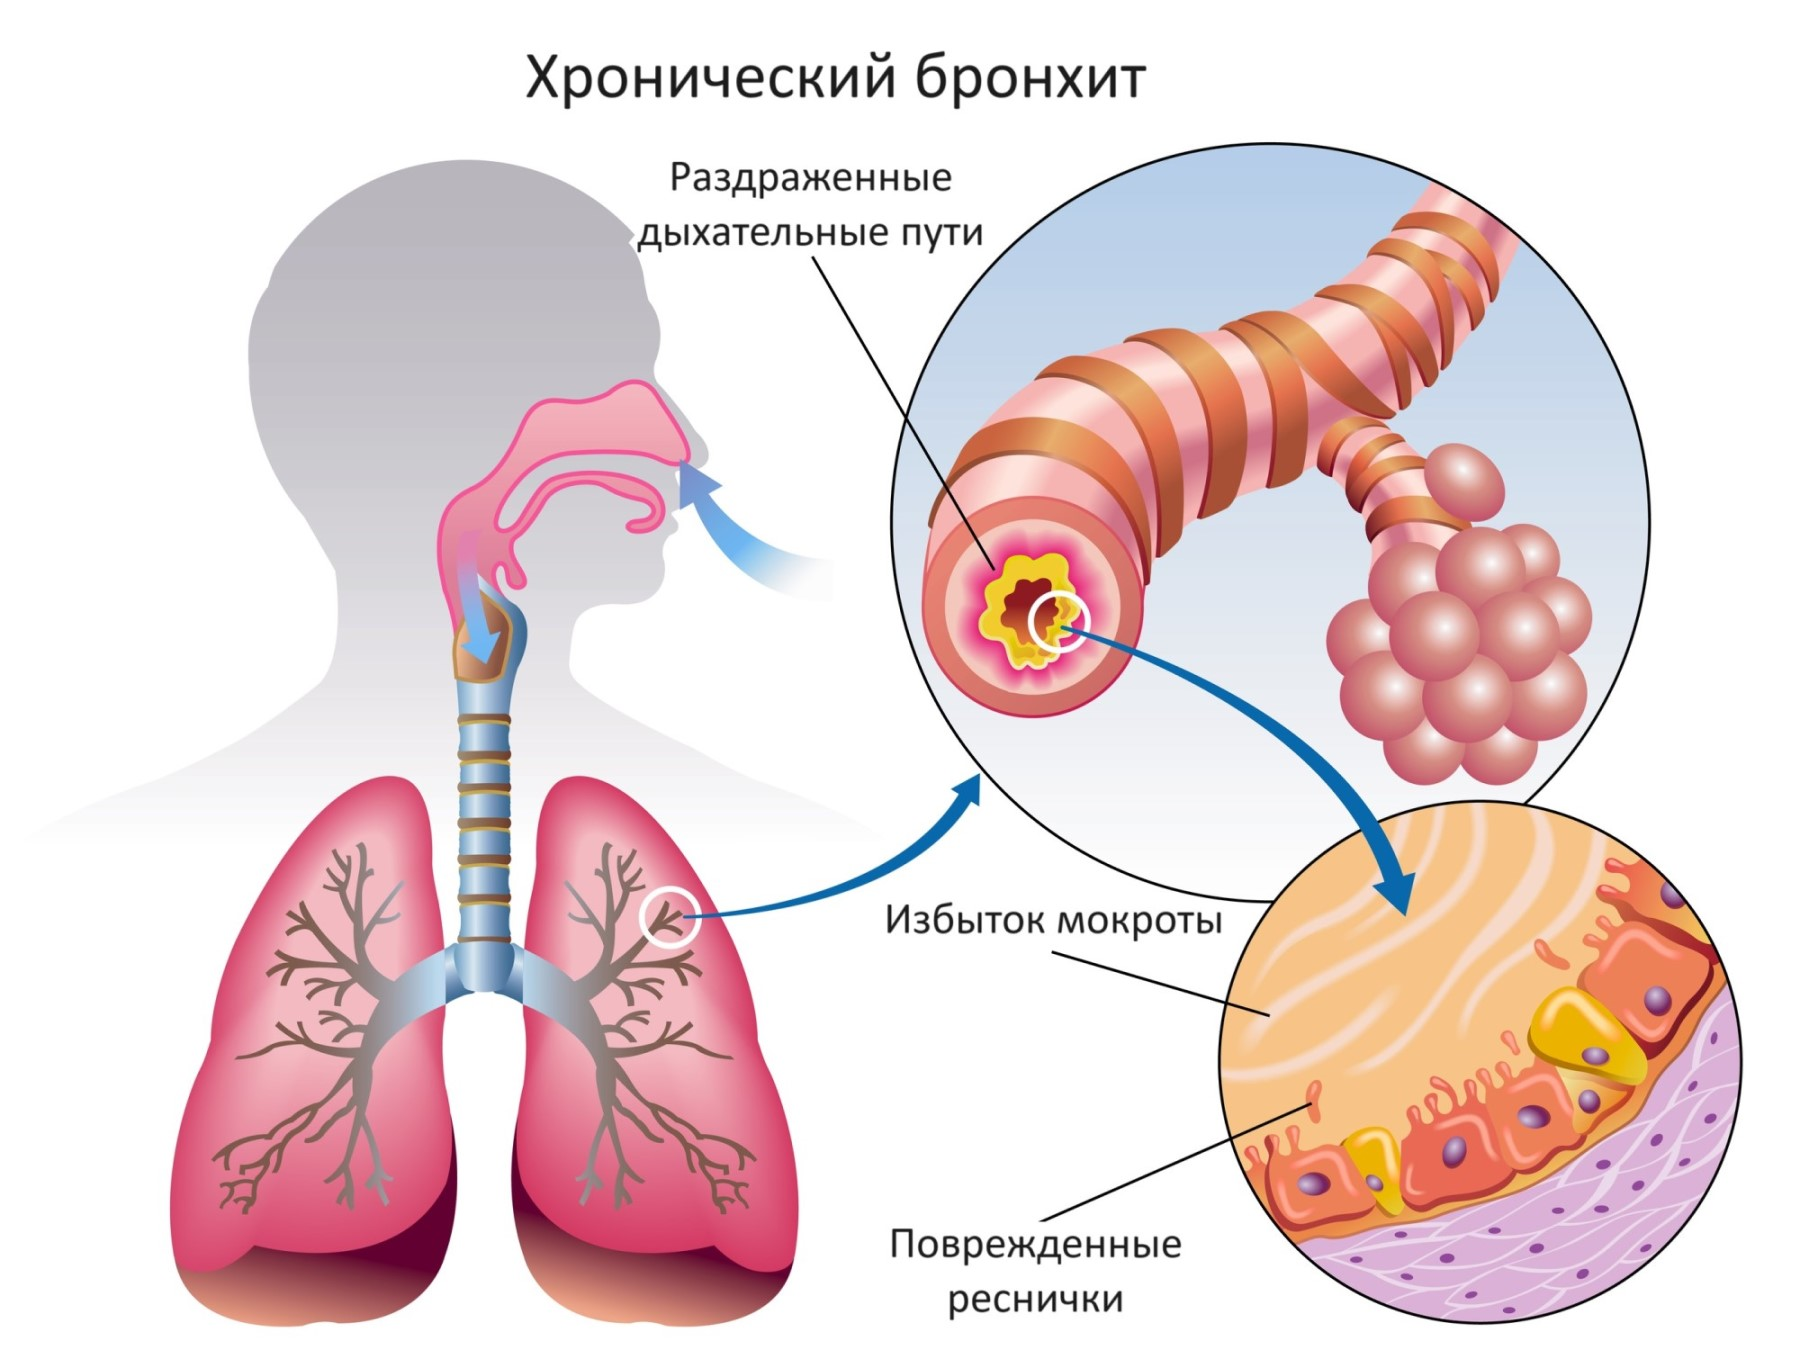 Хронический бронхит
Раздраженные
дыхательные пути
Избыток мокроты
Поврежденные
реснички